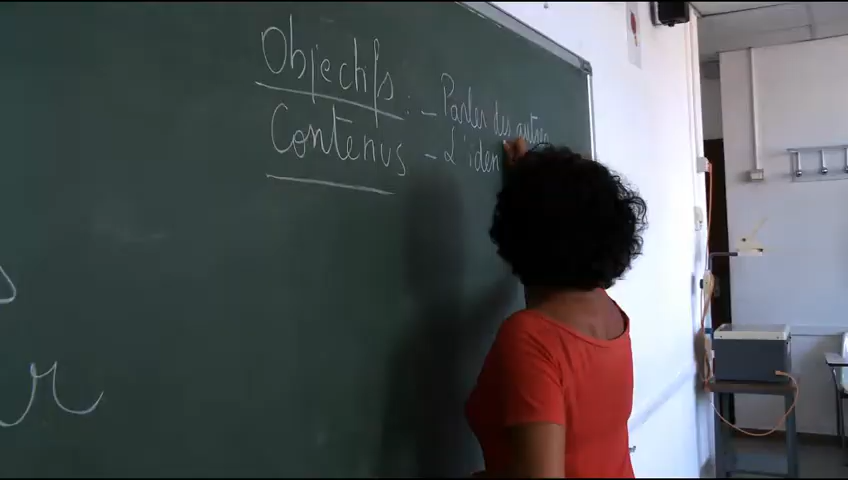 Objectifs : - Parler des autres
Contenus - L'iden